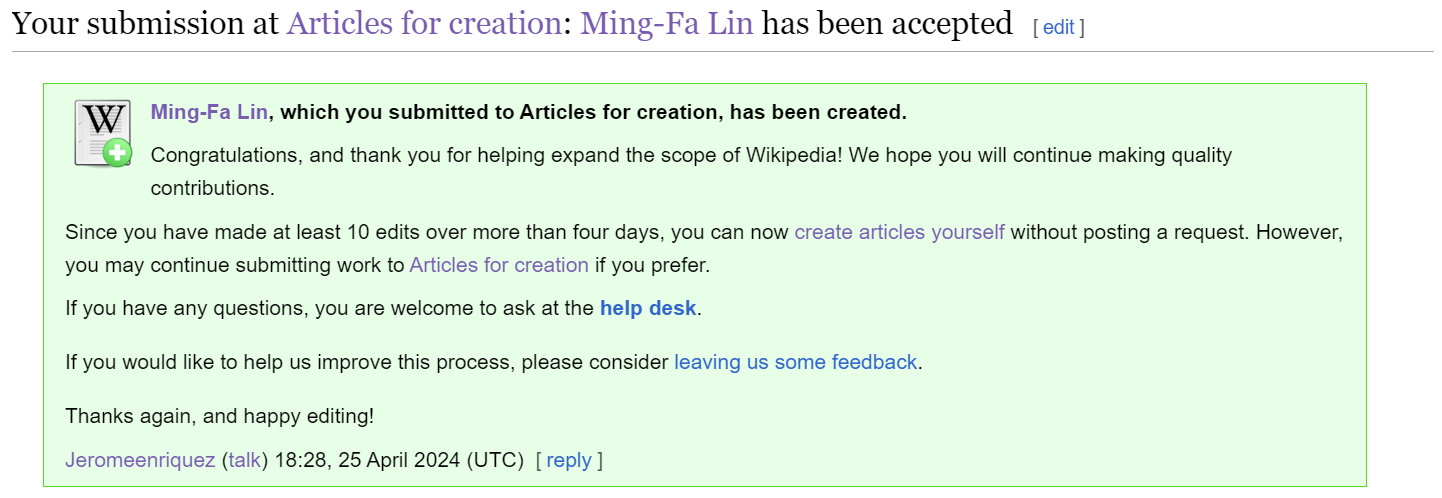 Your submission at Articles for creation: Ming-Fa Lin has been accepted [ edit ]
W
Ming-Fa Lin, which you submitted to Articles for creation, has been created.
Congratulations, and thank you for helping expand the scope of Wikipedia! We hope you will continue making quality
contributions.
Since you have made at least 10 edits over more than four days, you can now create articles yourself without posting a request. However,
you may continue submitting work to Articles for creation if you prefer.
If you have any questions, you are welcome to ask at the help desk.
If you would like to help us improve this process, please consider leaving us some feedback.
Thanks again, and happy editing!
Jeromeenriquez (talk) 18:28, 25 April 2024 (UTC) [ reply ]